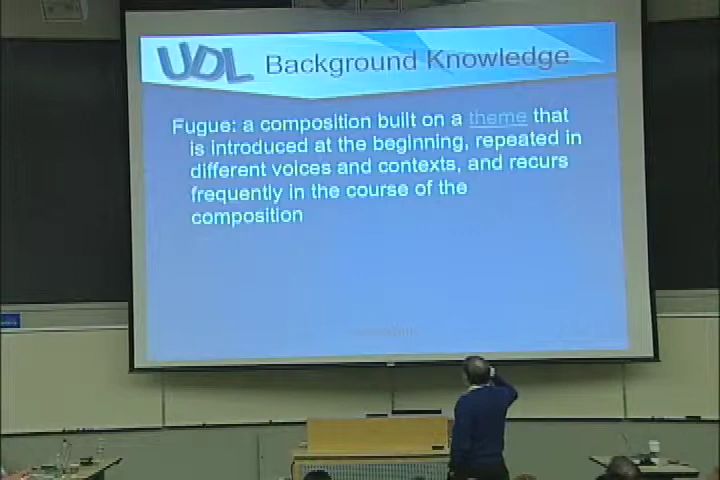 UDL Background Knowledge
Fugue: a composition built on a theme that
is introduced at the beginning, repeated in
different voices and contexts, and recurs
frequently in the course of the
composition